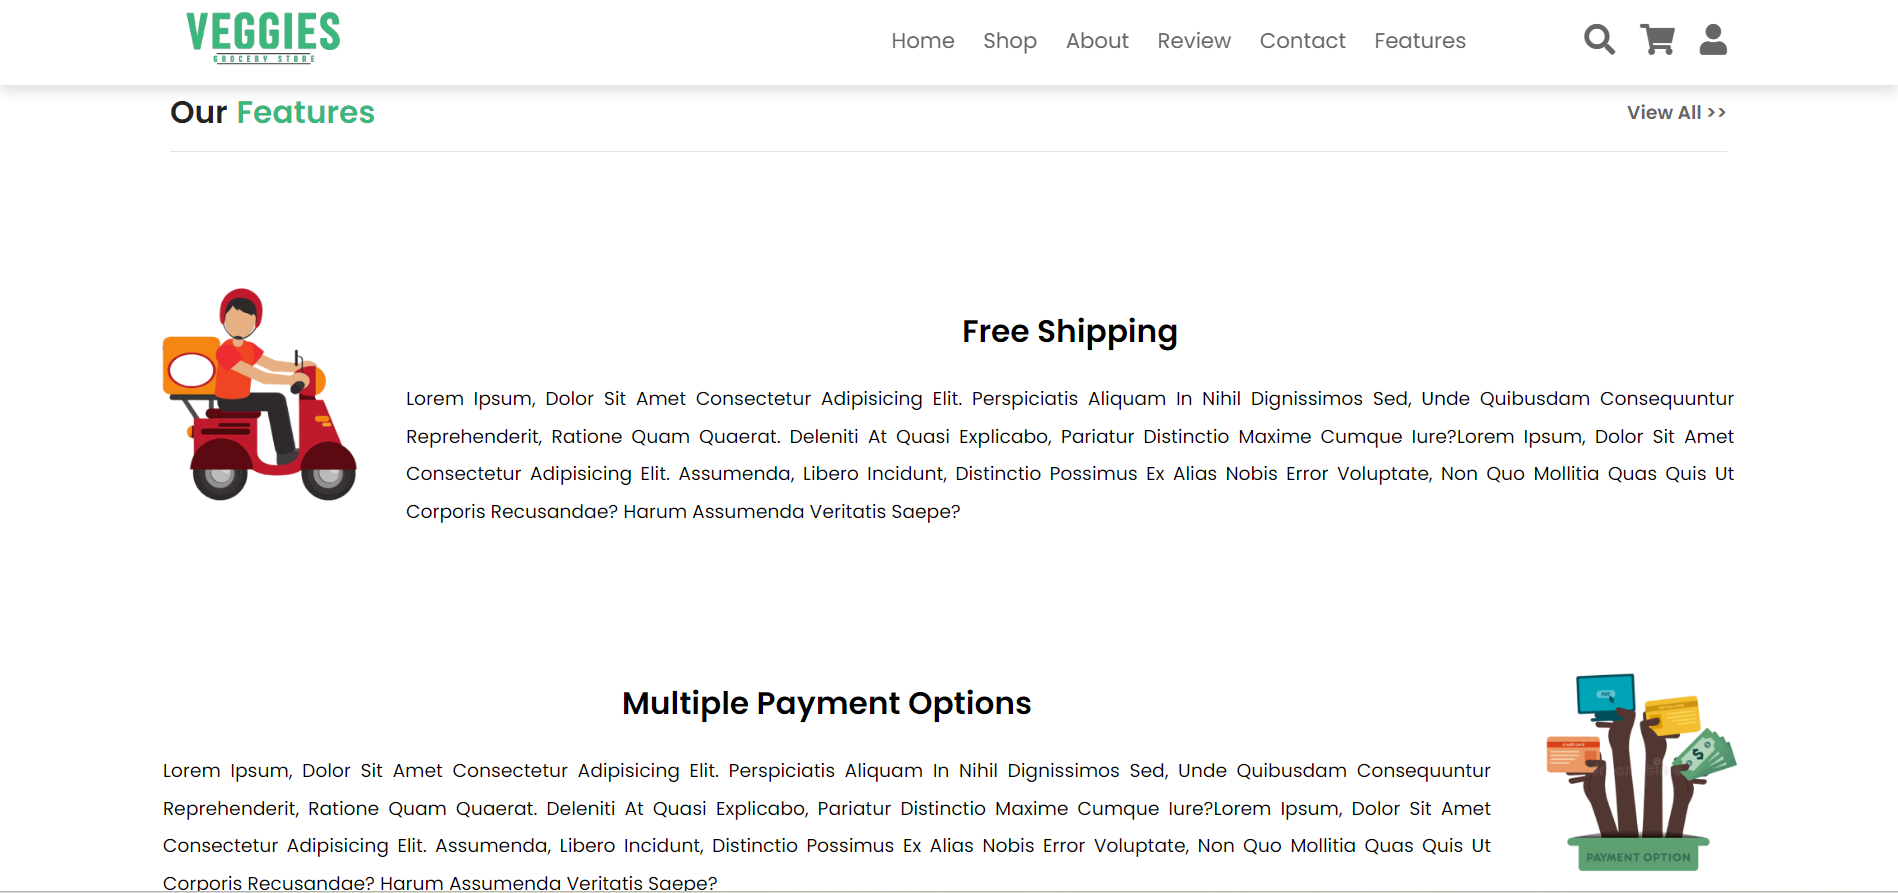 VEGGIES
GROCERY STORE
Home Shop About Review Contact Features
Our Features
View All >>
Free Shipping
Lorem Ipsum, Dolor Sit Amet Consectetur Adipisicing Elit. Perspiciatis Aliquam In Nihil Dignissimos Sed, Unde Quibusdam Consequuntur
Reprehenderit, Ratione Quam Quaerat. Deleniti At Quasi Explicabo, Pariatur Distinctio Maxime Cumque Iure?Lorem Ipsum, Dolor Sit Amet
Consectetur Adipisicing Elit. Assumenda, Libero Incidunt, Distinctio Possimus Ex Alias Nobis Error Voluptate, Non Quo Mollitia Quas Quis Ut
Corporis Recusandae? Harum Assumenda Veritatis Saepe?
Multiple Payment Options
Lorem Ipsum, Dolor Sit Amet Consectetur Adipisicing Elit. Perspiciatis Aliquam In Nihil Dignissimos Sed, Unde Quibusdam Consequuntur
Reprehenderit, Ratione Quam Quaerat. Deleniti At Quasi Explicabo, Pariatur Distinctio Maxime Cumque Iure?Lorem Ipsum, Dolor Sit Amet
Consectetur Adipisicing Elit. Assumenda, Libero Incidunt, Distinctio Possimus Ex Alias Nobis Error Voluptate, Non Quo Mollitia Quas Quis Ut
Corporis Recusandae? Harum Assumenda Veritatis Saepe?
PAY
$
PAYMENT OPTION